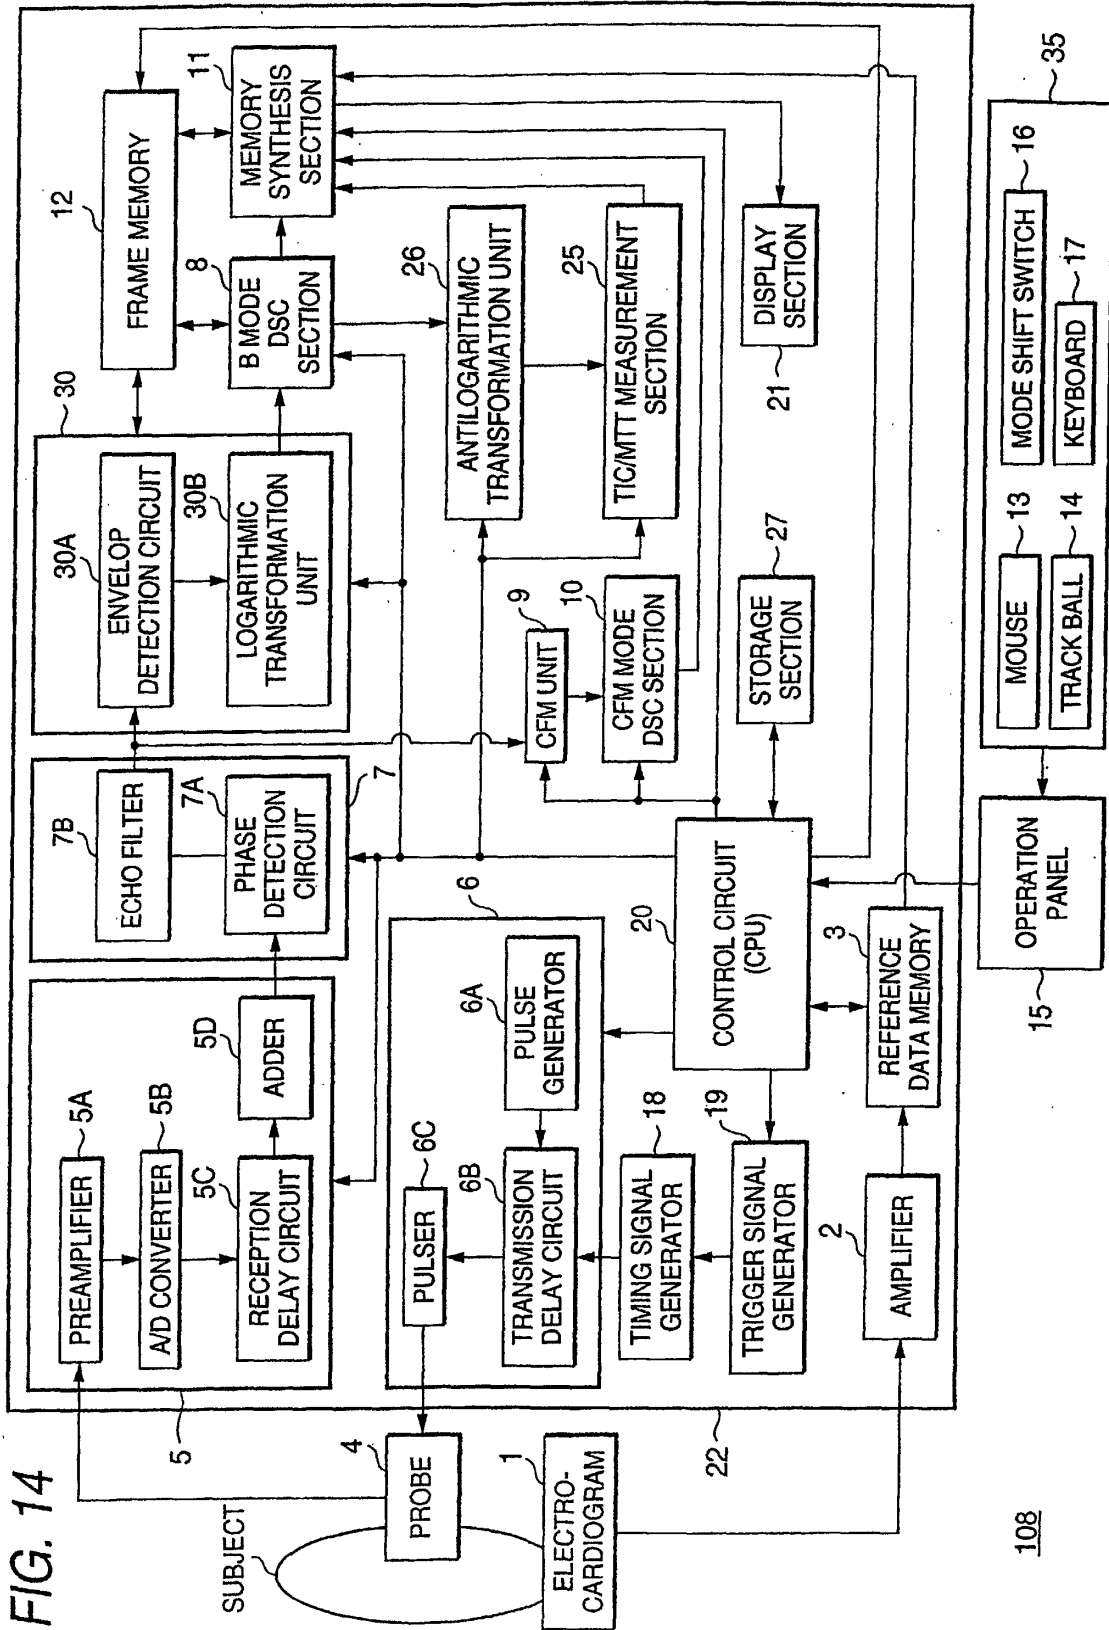 FIG. 14
SUBJECT
4
PROBE
1
ELECTRO-
CARDIOGRAM
108
5
5A
PREAMPLIFIER
5B
A/D CONVERTER
5C
RECEPTION
DELAY CIRCUIT
5D
ADDER
7
7B
ECHO FILTER
7A
PHASE
DETECTION
CIRCUIT
30
30A
ENVELOP
DETECTION CIRCUIT
30B
LOGARITHMIC
TRANSFORMATION
UNIT
12
FRAME MEMORY
8
B MODE
DSC
SECTION
11
MEMORY
SYNTHESIS
SECTION
6
6C
PULSER
6B
TRANSMISSION
DELAY CIRCUIT
6A
PULSE
GENERATOR
9
CFM UNIT
10
CFM MODE
DSC SECTION
26
ANTILOGARITHMIC
TRANSFORMATION UNIT
25
TIC/MTT MEASUREMENT
SECTION
18
TIMING SIGNAL
GENERATOR
19
TRIGGER SIGNAL
GENERATOR
20
CONTROL CIRCUIT
(CPU)
27
STORAGE
SECTION
21
DISPLAY
SECTION
2
AMPLIFIER
3
REFERENCE
DATA MEMORY
22
15
OPERATION
PANEL
35
13
MOUSE
14
TRACK BALL
16
MODE SHIFT SWITCH
17
KEYBOARD